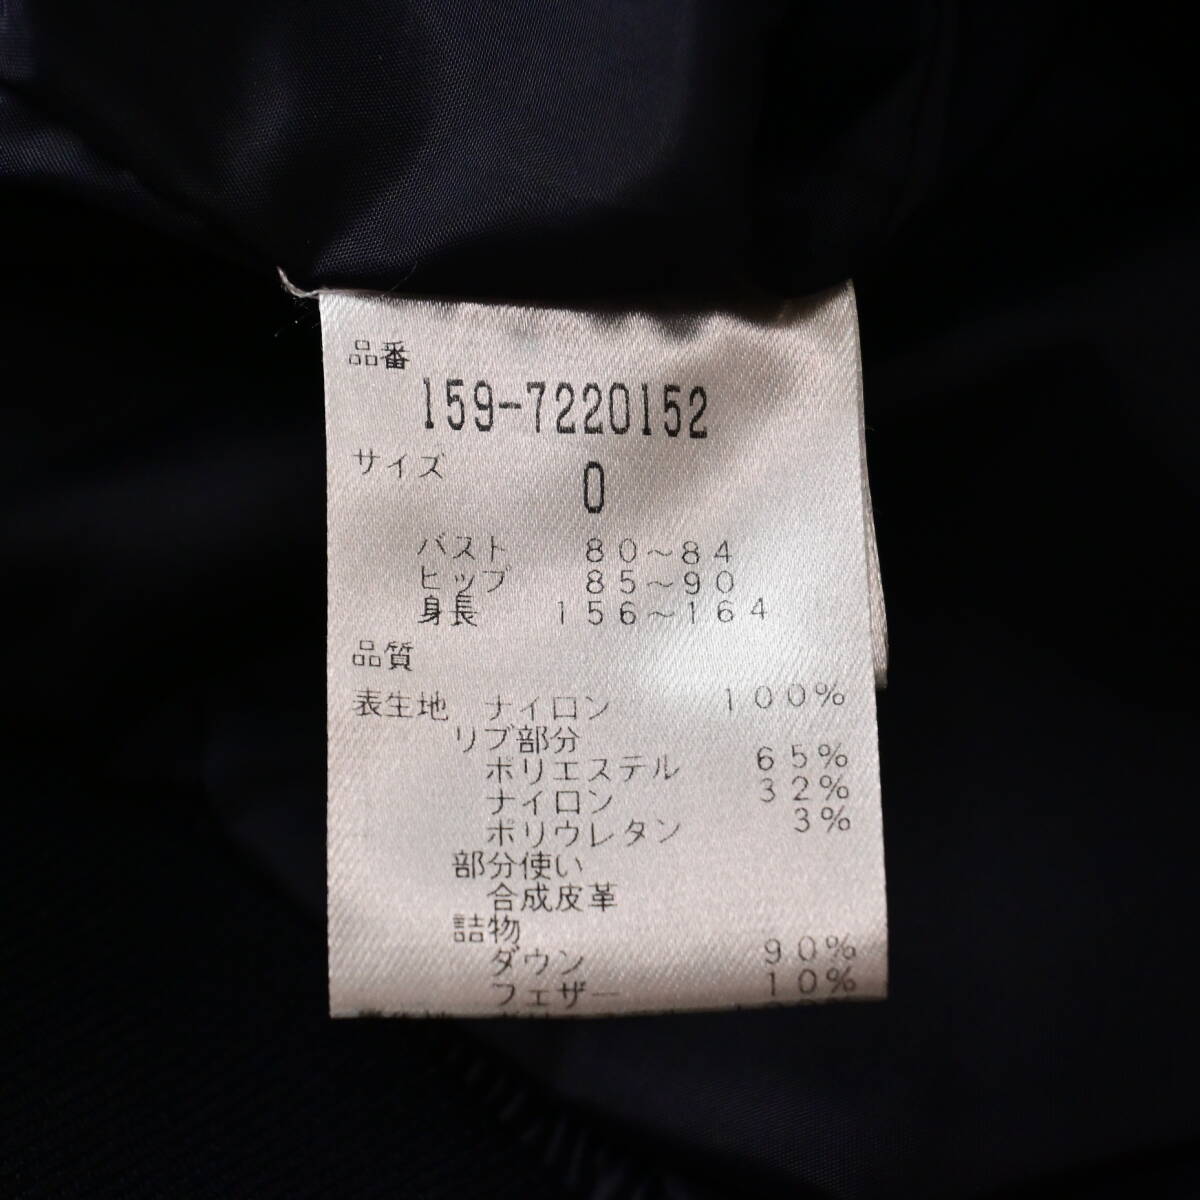 品番
159-7220152
サイズ 0
バスト 80〜84
ヒップ 85〜90
身長 156〜164
品質
表生地 ナイロン 100%
リブ部分
ポリエステル 65%
ナイロン 32%
ポリウレタン 3%
部分使い
合成皮革
詰物
ダウン 90%
フェザー 10%